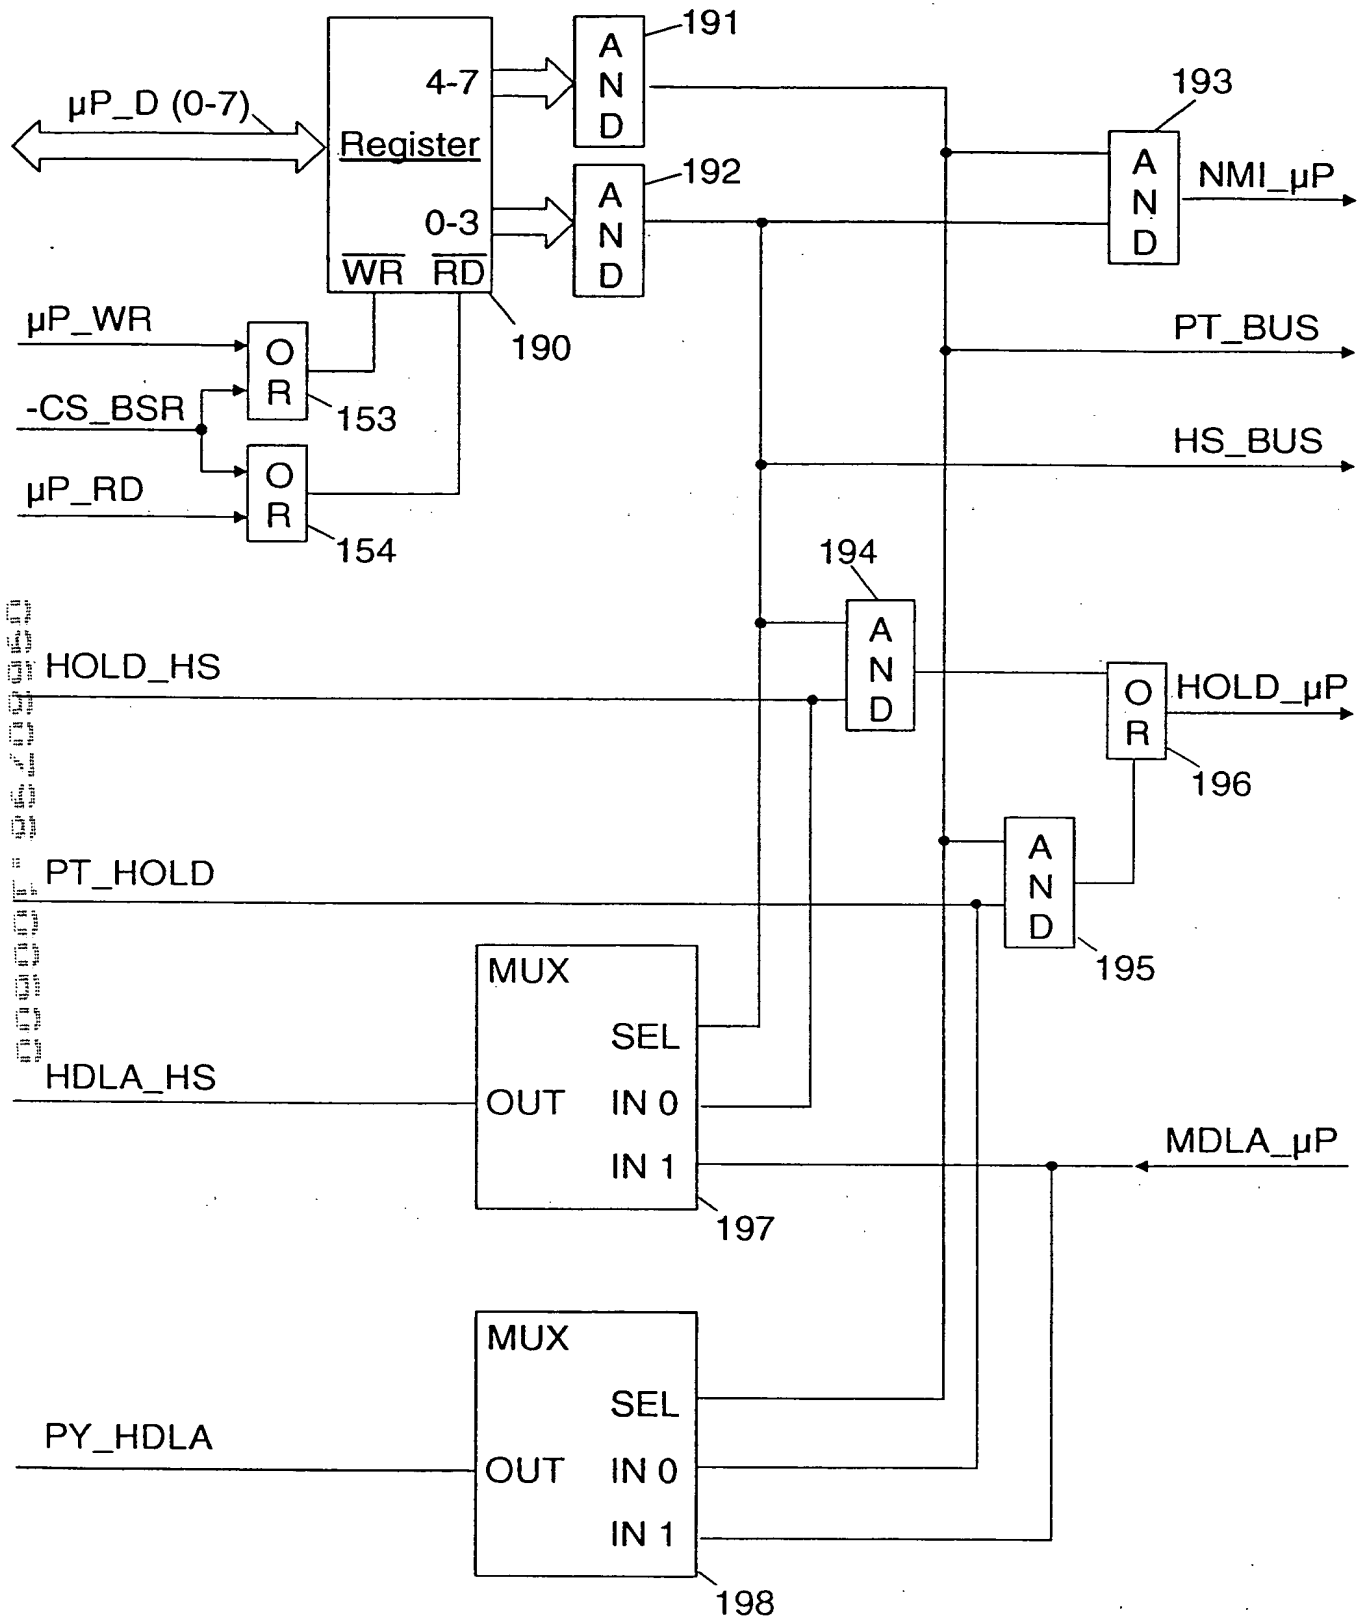 191
A
N
D
4-7
µP_D (0-7)
Register
193
A
N
D
NMI_µP
192
A
N
D
0-3
WR RD
190
µP_WR
O
R
153
-CS_BSR
O
R
154
µP_RD
PT_BUS
HS_BUS
194
A
N
D
HOLD_HS
O
R
HOLD_µP
196
PT_HOLD
A
N
D
195
MUX
SEL
HDLA_HS
OUT IN 0
IN 1
197
MDLA_µP
MUX
SEL
PY_HDLA
OUT IN 0
IN 1
198